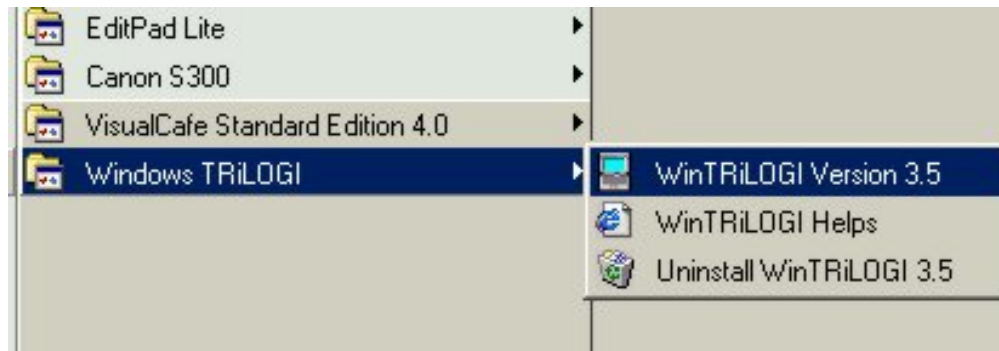 EditPad Lite
Canon S300
VisualCafe Standard Edition 4.0
Windows TRiLOGI
WinTRiLOGI Version 3.5
WinTRiLOGI Helps
Uninstall WinTRiLOGI 3.5